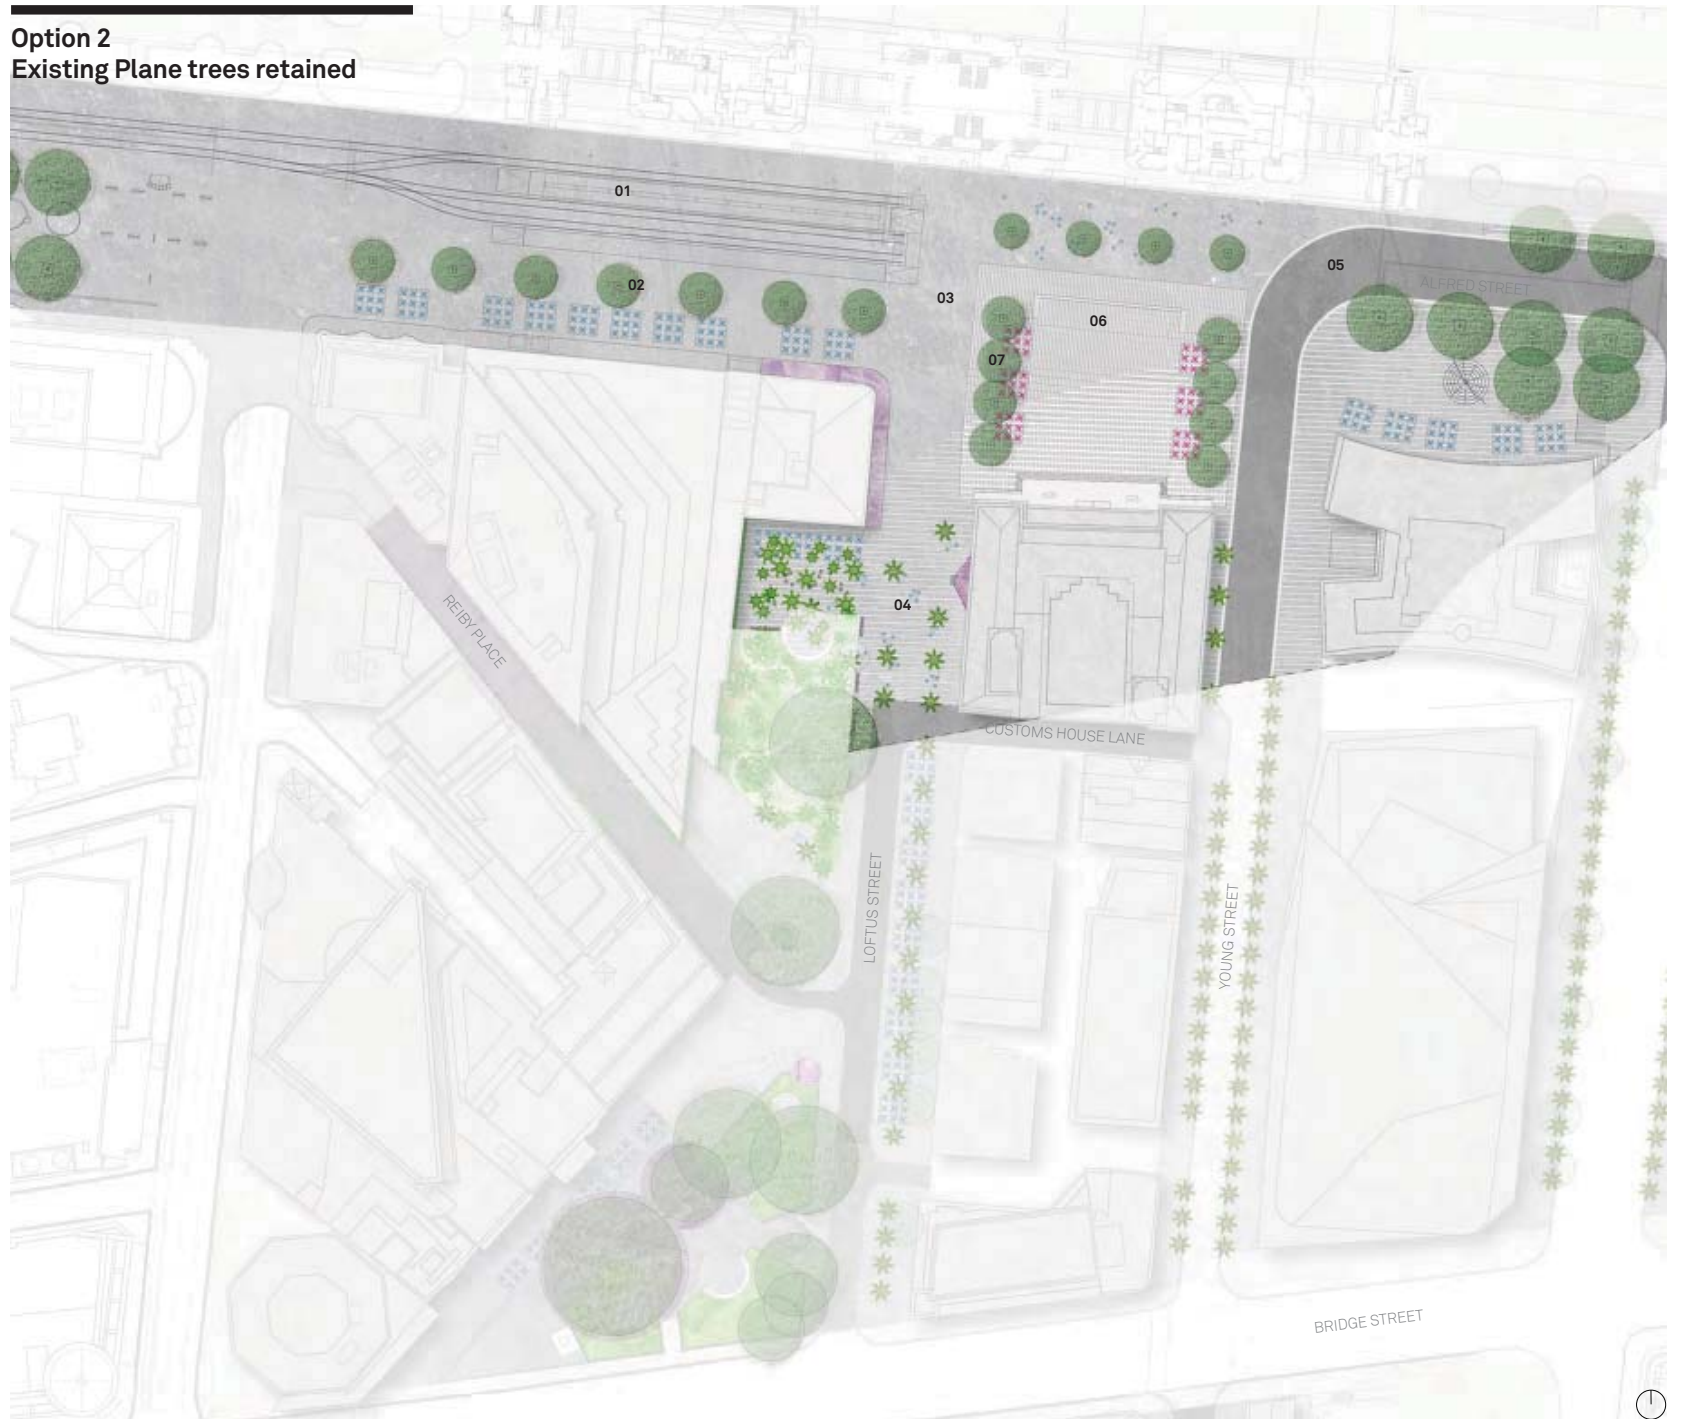 Option 2
Existing Plane trees retained
01
02
03
05
ALFRED STREET
06
07
04
REIBY PLACE
CUSTOMS HOUSE LANE
LOFTUS STREET
YOUNG STREET
BRIDGE STREET